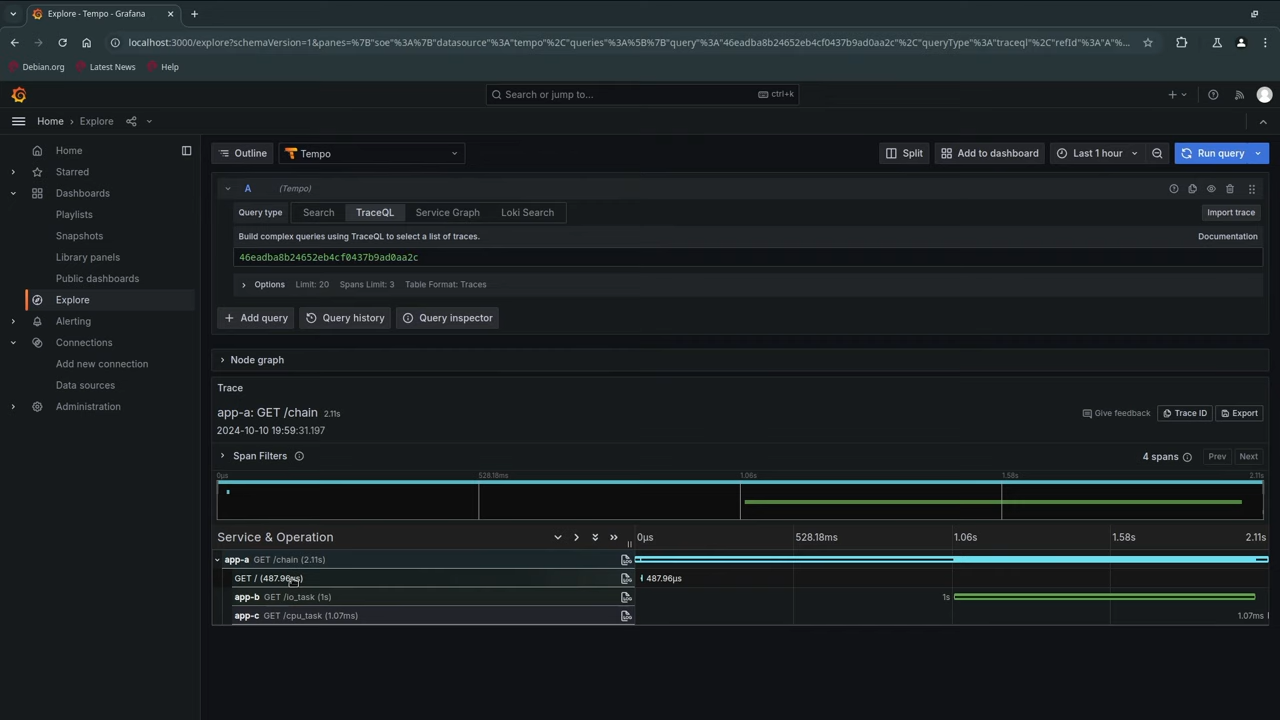 Explore - Tempo - Grafana
localhost:3000/explore?schemaVersion=1&panes=%7B"soe"%3A%7B"datasource"%3A"tempo"%2C"queries"%3A%5B%7B"query"%3A"46eadba8b24652eb4cf0437b9ad0aa2c"%2C"queryType"%3A"traceql"%2C"refId"%3A"A"%...
Debian.org Latest News Help
Search or jump to... ctrl+k
Home > Explore
Home
Starred
Dashboards
Playlists
Snapshots
Library panels
Public dashboards
Explore
Alerting
Connections
Add new connection
Data sources
Administration
Outline Tempo Split Add to dashboard Last 1 hour Run query
A (Tempo)
Query type Search TraceQL Service Graph Loki Search Import trace
Build complex queries using TraceQL to select a list of traces. Documentation
46eadba8b24652eb4cf0437b9ad0aa2c
Options Limit: 20 Spans Limit: 3 Table Format: Traces
Add query Query history Query inspector
Node graph
Trace
app-a: GET /chain 2.11s Give feedback Trace ID Export
2024-10-10 19:59:31.197
Span Filters 4 spans Prev Next
0µs 528.18ms 1.06s 1.58s 2.11s
Service & Operation 0µs 528.18ms 1.06s 1.58s 2.11s
app-a GET /chain (2.11s)
GET / (487.96µs) 487.96µs
app-b GET /io_task (1s) 1s
app-c GET /cpu_task (1.07ms) 1.07ms